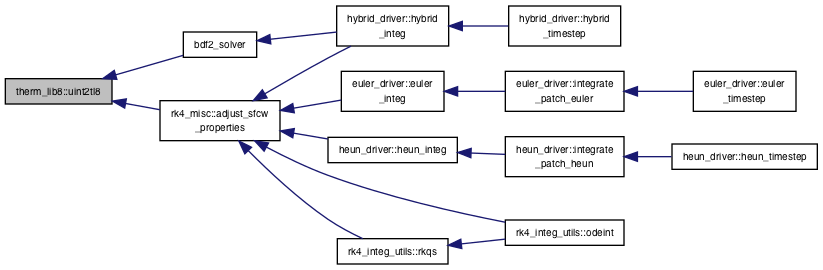 therm_lib8::uint2tl8
bdf2_solver
rk4_misc::adjust_sfcw
_properties
hybrid_driver::hybrid
_integ
hybrid_driver::hybrid
_timestep
euler_driver::euler
_integ
euler_driver::integrate
_patch_euler
euler_driver::euler
_timestep
heun_driver::heun_integ
heun_driver::integrate
_patch_heun
heun_driver::heun_timestep
rk4_integ_utils::rkqs
rk4_integ_utils::odeint